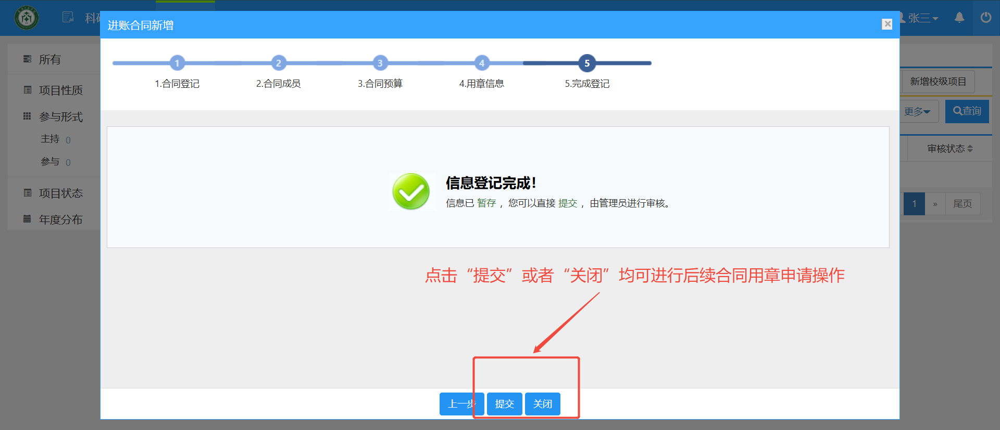 科研
张三
进账合同新增
1 2 3 4 5
1.合同登记 2.合同成员 3.合同预算 4.用章信息 5.完成登记
所有
项目性质
参与形式
主持 0
参与 0
项目状态
年度分布
新增校级项目
更多 查询
审核状态
1 » 尾页
信息登记完成！
信息已 暂存 ，您可以直接 提交 ，由管理员进行审核。
点击“提交”或者“关闭”均可进行后续合同用章申请操作
上一步 提交 关闭